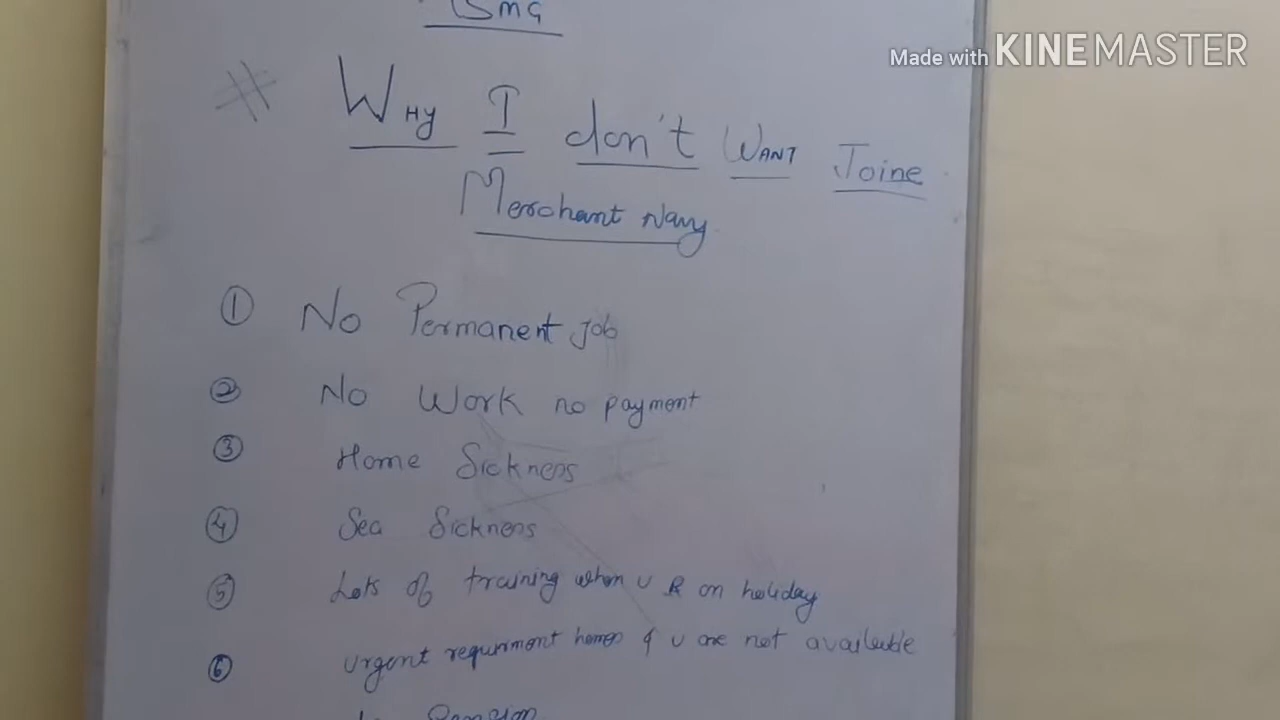 Made with KINEMASTER
# WHy I don't WANT Joine
Merchant Navy
① No Permanent Job
② No Work no payment
③ Home Sickness
④ Sea Sickness
⑤ Lots of training when U R on holiday
⑥ Urgent requirment home & u are not available
Pension